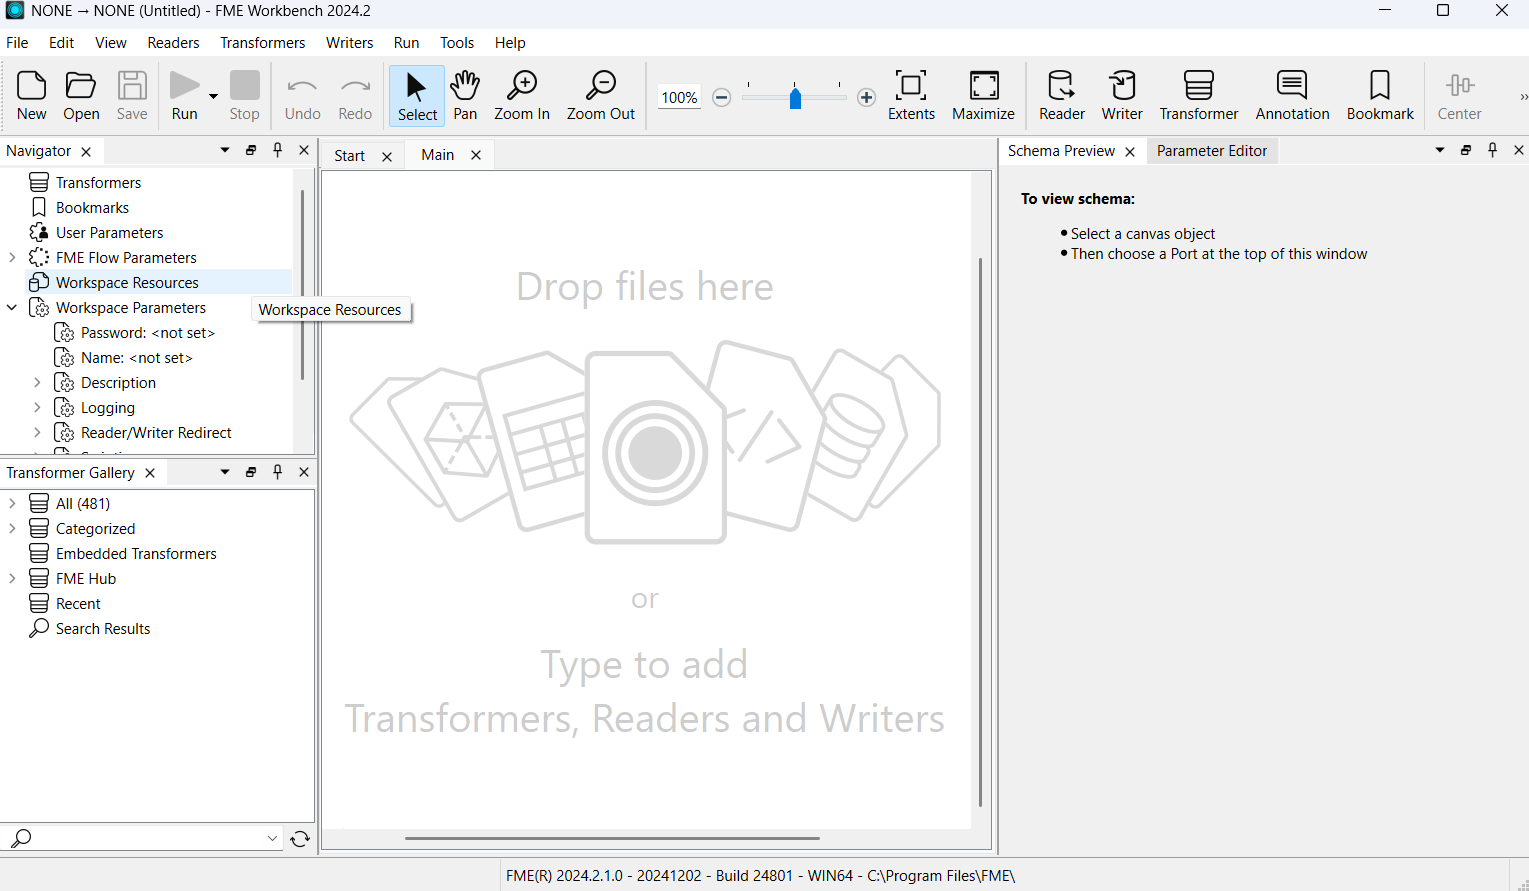 NONE → NONE (Untitled) - FME Workbench 2024.2
File Edit View Readers Transformers Writers Run Tools Help
New Open Save Run Stop Undo Redo Select Pan Zoom In Zoom Out 100% Extents Maximize Reader Writer Transformer Annotation Bookmark Center
Navigator
Transformers
Bookmarks
User Parameters
FME Flow Parameters
Workspace Resources
Workspace Parameters
Workspace Resources
Password: <not set>
Name: <not set>
Description
Logging
Reader/Writer Redirect
Transformer Gallery
All (481)
Categorized
Embedded Transformers
FME Hub
Recent
Search Results
Start Main
Drop files here
or
Type to add
Transformers, Readers and Writers
Schema Preview Parameter Editor
To view schema:
• Select a canvas object
• Then choose a Port at the top of this window
FME(R) 2024.2.1.0 - 20241202 - Build 24801 - WIN64 - C:\Program Files\FME\